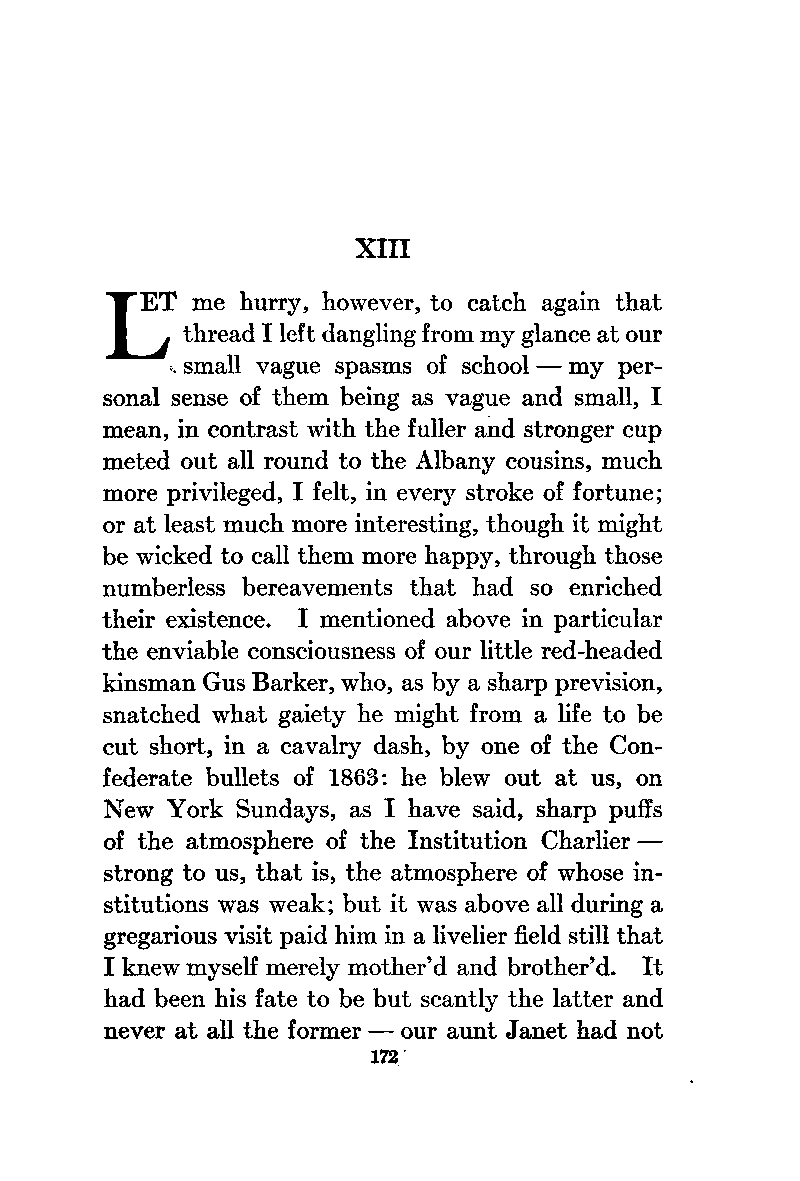 XIII
LET me hurry, however, to catch again that
thread I left dangling from my glance at our
small vague spasms of school — my per-
sonal sense of them being as vague and small, I
mean, in contrast with the fuller and stronger cup
meted out all round to the Albany cousins, much
more privileged, I felt, in every stroke of fortune;
or at least much more interesting, though it might
be wicked to call them more happy, through those
numberless bereavements that had so enriched
their existence. I mentioned above in particular
the enviable consciousness of our little red-headed
kinsman Gus Barker, who, as by a sharp prevision,
snatched what gaiety he might from a life to be
cut short, in a cavalry dash, by one of the Con-
federate bullets of 1863: he blew out at us, on
New York Sundays, as I have said, sharp puffs
of the atmosphere of the Institution Charlier —
strong to us, that is, the atmosphere of whose in-
stitutions was weak; but it was above all during a
gregarious visit paid him in a livelier field still that
I knew myself merely mother'd and brother'd. It
had been his fate to be but scantly the latter and
never at all the former — our aunt Janet had not
172